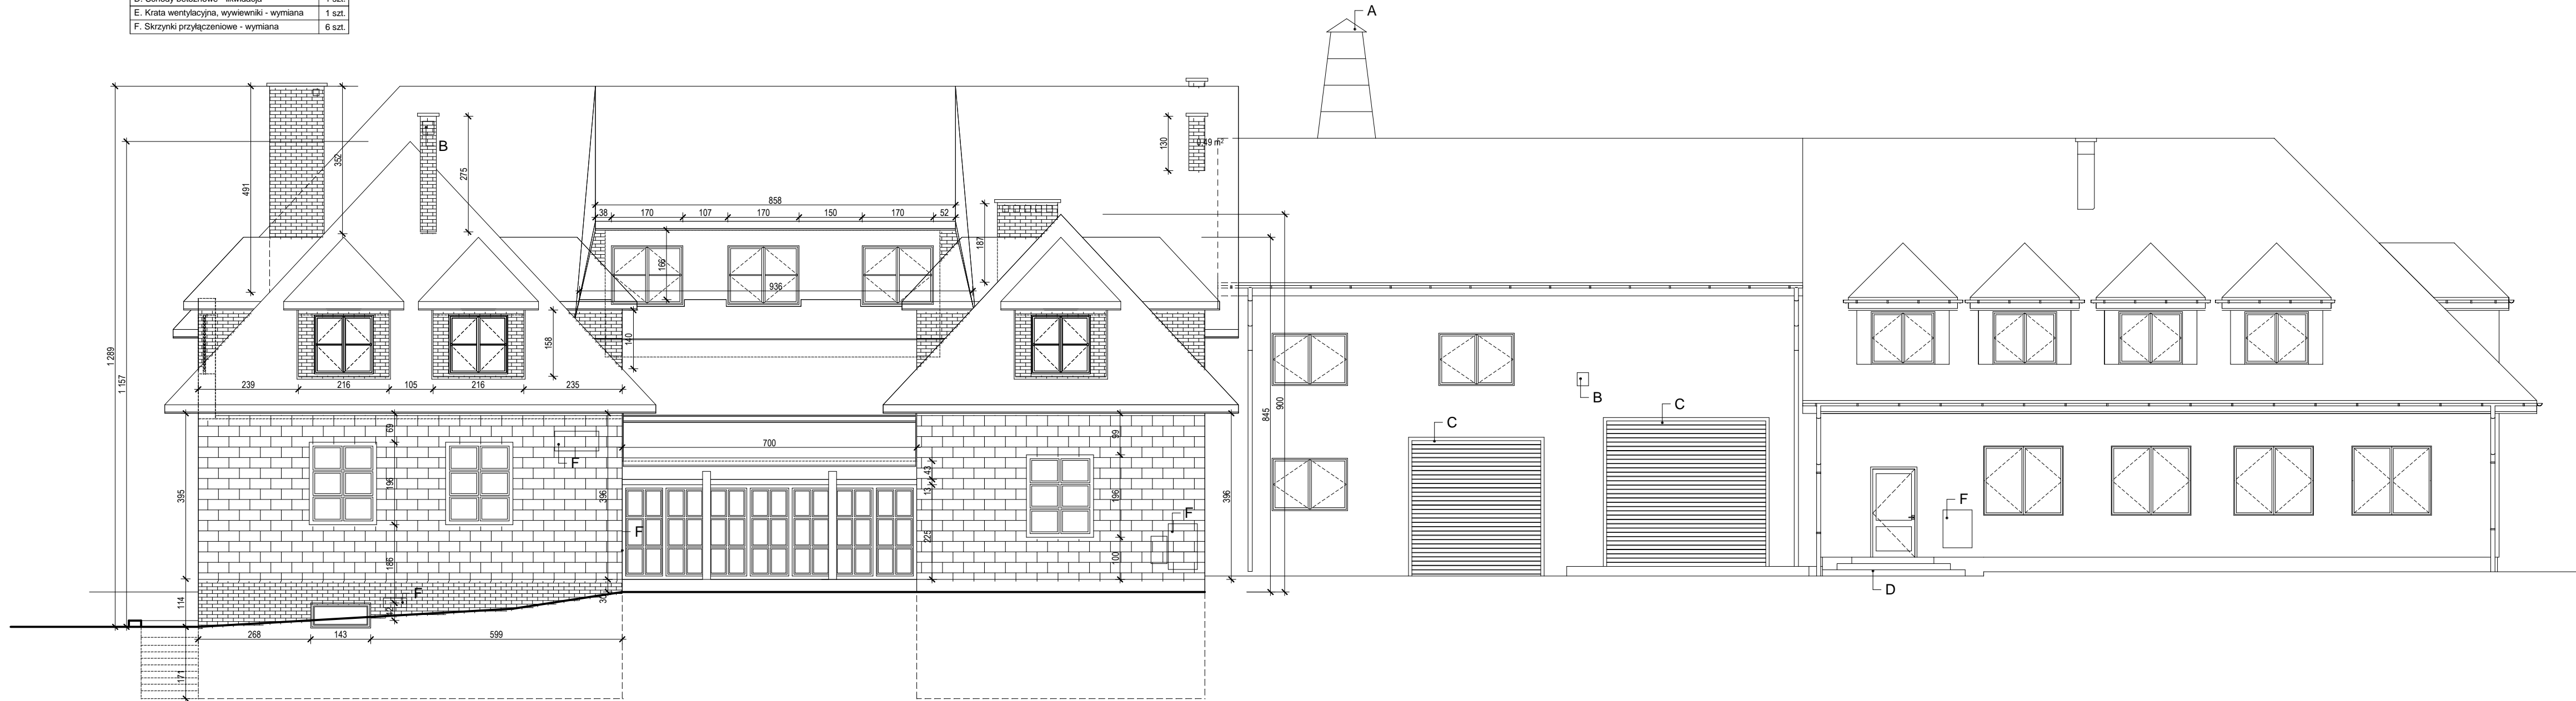 E. Krata wentylacyjna, wywiewniki - wymiana 1 szt.
F. Skrzynki przyłączeniowe - wymiana 6 szt.
A
B
491
352
275
130
0.49 m²
1 289
1 157
858
38 170 107 170 150 170 52
187
166
936
158
140
239 216 105 216 235
845
900
B
C
C
69
F
700
99
395
196
396
43
13
196
396
F
F
225
F
186
100
114
F
42
30
D
268 143 599
171